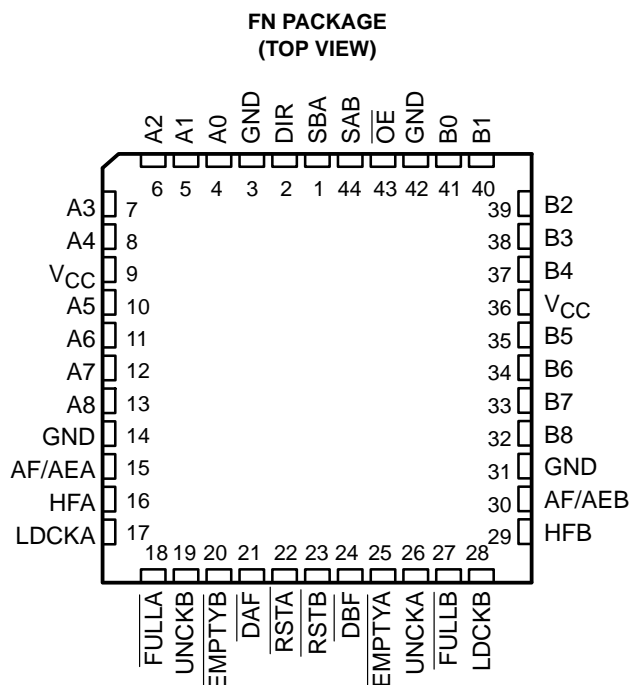 FN PACKAGE
(TOP VIEW)
A2 A1 A0 GND DIR SBA SAB OE GND B0 B1
6 5 4 3 2 1 44 43 42 41 40
A3 7 39 B2
A4 8 38 B3
VCC 9 37 B4
A5 10 36 VCC
A6 11 35 B5
A7 12 34 B6
A8 13 33 B7
GND 14 32 B8
AF/AEA 15 31 GND
HFA 16 30 AF/AEB
LDCKA 17 29 HFB
18 19 20 21 22 23 24 25 26 27 28
FULLA UNCKB EMPTYB DAF RSTA RSTB DBF EMPTYA UNCKA FULLB LDCKB